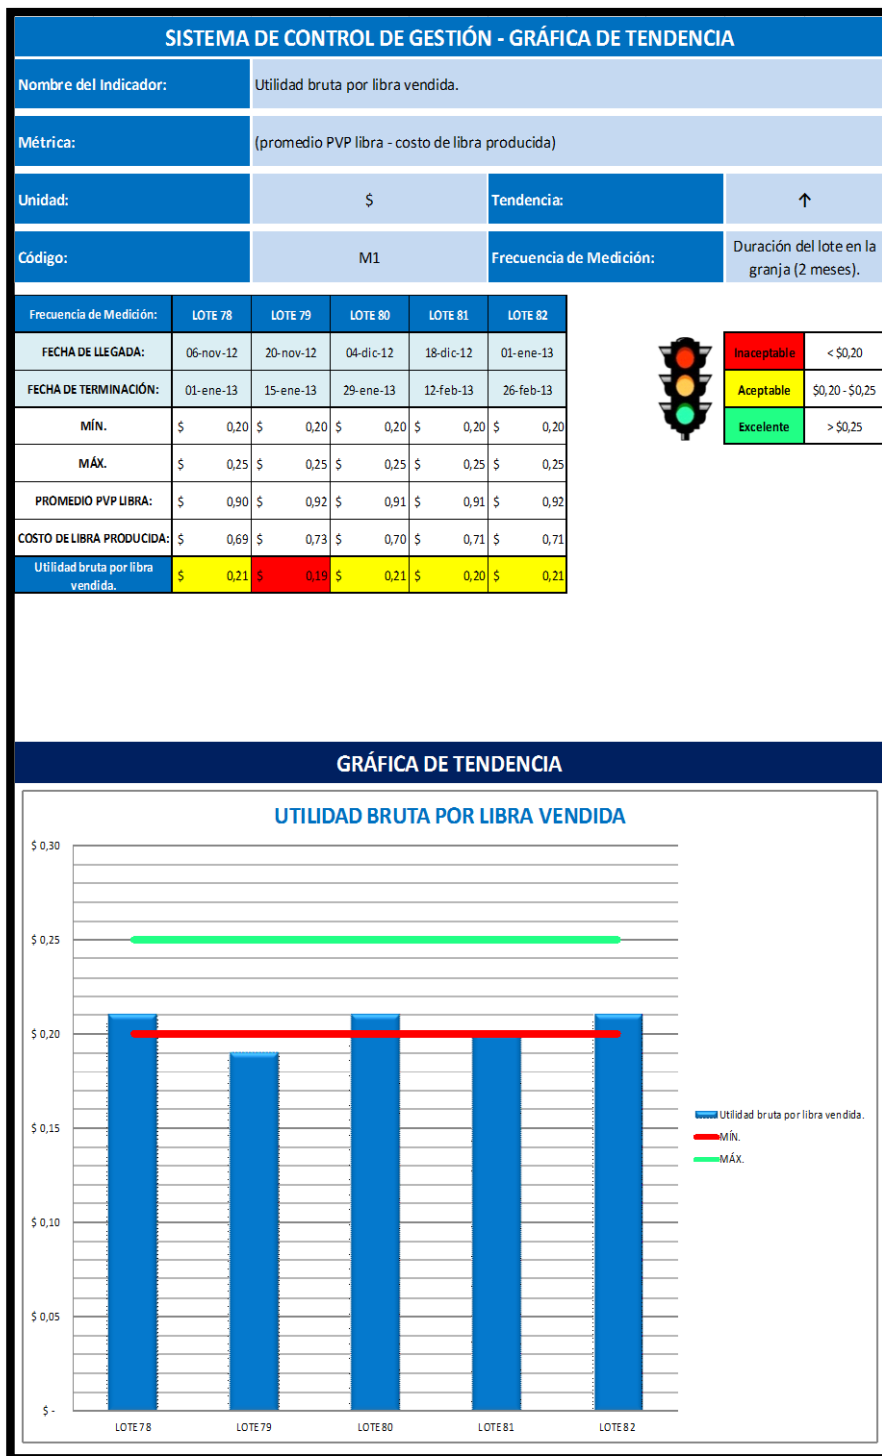 SISTEMA DE CONTROL DE GESTIÓN - GRÁFICA DE TENDENCIA
Nombre del Indicador: Utilidad bruta por libra vendida.
Métrica: (promedio PVP libra - costo de libra producida)
Unidad: $ Tendencia: ↑
Código: M1 Frecuencia de Medición: Duración del lote en la
granja (2 meses).
Frecuencia de Medición: LOTE 78 LOTE 79 LOTE 80 LOTE 81 LOTE 82
FECHA DE LLEGADA: 06-nov-12 20-nov-12 04-dic-12 18-dic-12 01-ene-13
FECHA DE TERMINACIÓN: 01-ene-13 15-ene-13 29-ene-13 12-feb-13 26-feb-13
MÍN. $ 0,20 $ 0,20 $ 0,20 $ 0,20 $ 0,20
MÁX. $ 0,25 $ 0,25 $ 0,25 $ 0,25 $ 0,25
PROMEDIO PVP LIBRA: $ 0,90 $ 0,92 $ 0,91 $ 0,91 $ 0,92
COSTO DE LIBRA PRODUCIDA: $ 0,69 $ 0,73 $ 0,70 $ 0,71 $ 0,71
Utilidad bruta por libra
vendida. $ 0,21 $ 0,19 $ 0,21 $ 0,20 $ 0,21
Inaceptable < $0,20
Aceptable $0,20 - $0,25
Excelente > $0,25
GRÁFICA DE TENDENCIA
UTILIDAD BRUTA POR LIBRA VENDIDA
$ 0,30
$ 0,25
$ 0,20
$ 0,15
$ 0,10
$ 0,05
$ -
LOTE 78 LOTE 79 LOTE 80 LOTE 81 LOTE 82
Utilidad bruta por libra vendida.
MÍN.
MÁX.